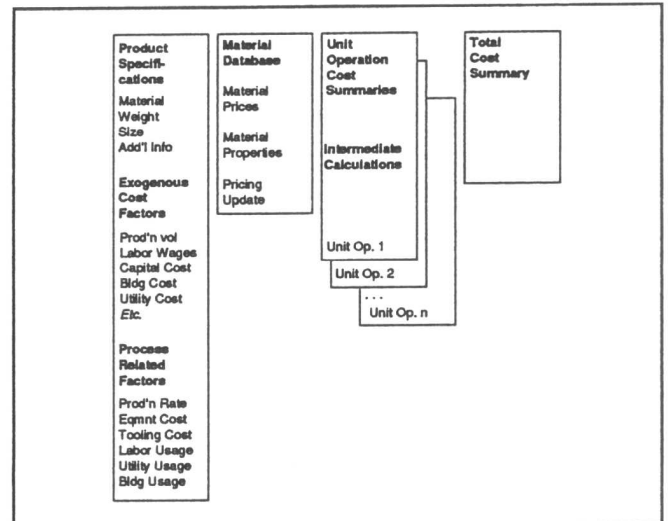 Product
Specifi-
cations
Material
Weight
Size
Add'l Info
Exogenous
Cost
Factors
Prod'n vol
Labor Wages
Capital Cost
Bldg Cost
Utility Cost
Etc.
Process
Related
Factors
Prod'n Rate
Eqmnt Cost
Tooling Cost
Labor Usage
Utility Usage
Bldg Usage
Material
Database
Material
Prices
Material
Properties
Pricing
Update
Unit
Operation
Cost
Summaries
Intermediate
Calculations
Unit Op. 1
Unit Op. 2
. . .
Unit Op. n
Total
Cost
Summary